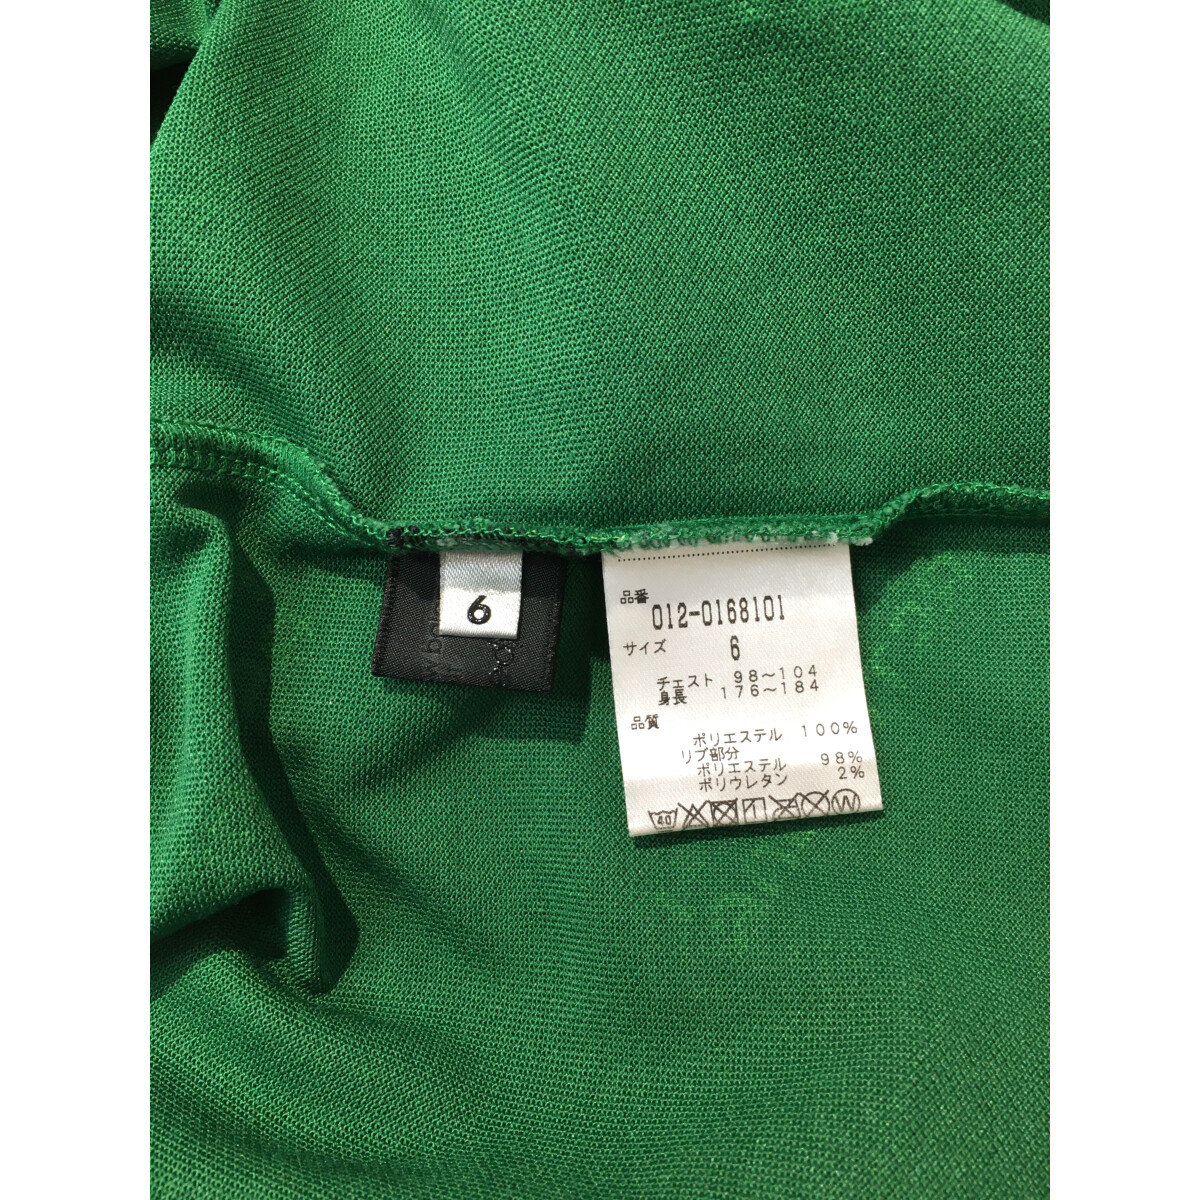 6
品番
012-0168101
サイズ 6
チェスト 98~104
身長 176~184
品質
ポリエステル 100%
リブ部分
ポリエステル 98%
ポリウレタン 2%
40
W